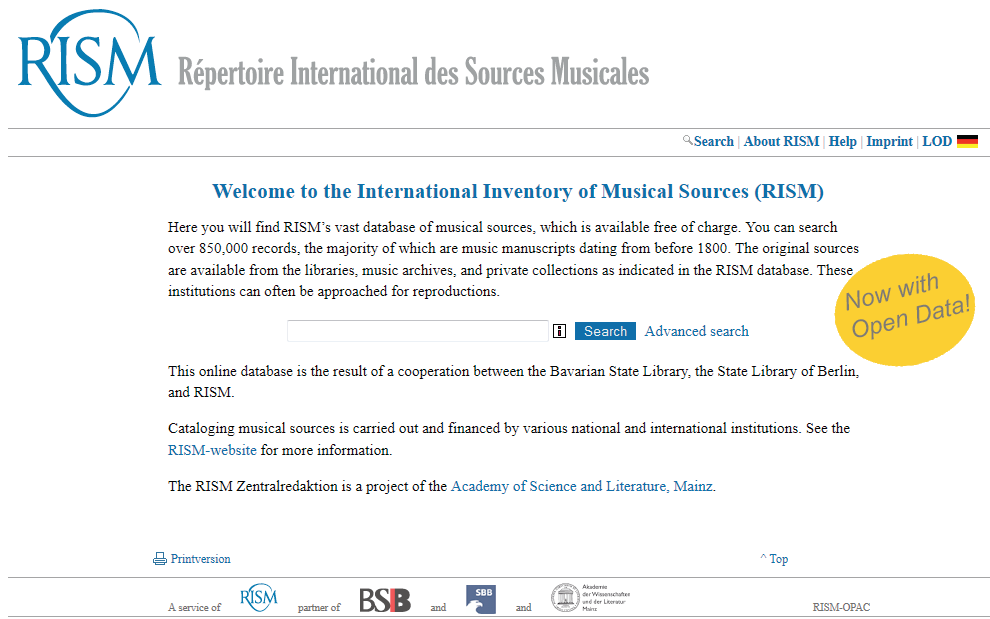 RISM
Répertoire International des Sources Musicales
Search | About RISM | Help | Imprint | LOD
Welcome to the International Inventory of Musical Sources (RISM)
Here you will find RISM’s vast database of musical sources, which is available free of charge. You can search
over 850,000 records, the majority of which are music manuscripts dating from before 1800. The original sources
are available from the libraries, music archives, and private collections as indicated in the RISM database. These
institutions can often be approached for reproductions.
Now with
Open Data!
i Search Advanced search
This online database is the result of a cooperation between the Bavarian State Library, the State Library of Berlin,
and RISM.
Cataloging musical sources is carried out and financed by various national and international institutions. See the
RISM-website for more information.
The RISM Zentralredaktion is a project of the Academy of Science and Literature, Mainz.
Printversion ^ Top
A service of RISM partner of BSB and SBB and Akademie
der Wissenschaften
und der Literatur
Mainz
RISM-OPAC